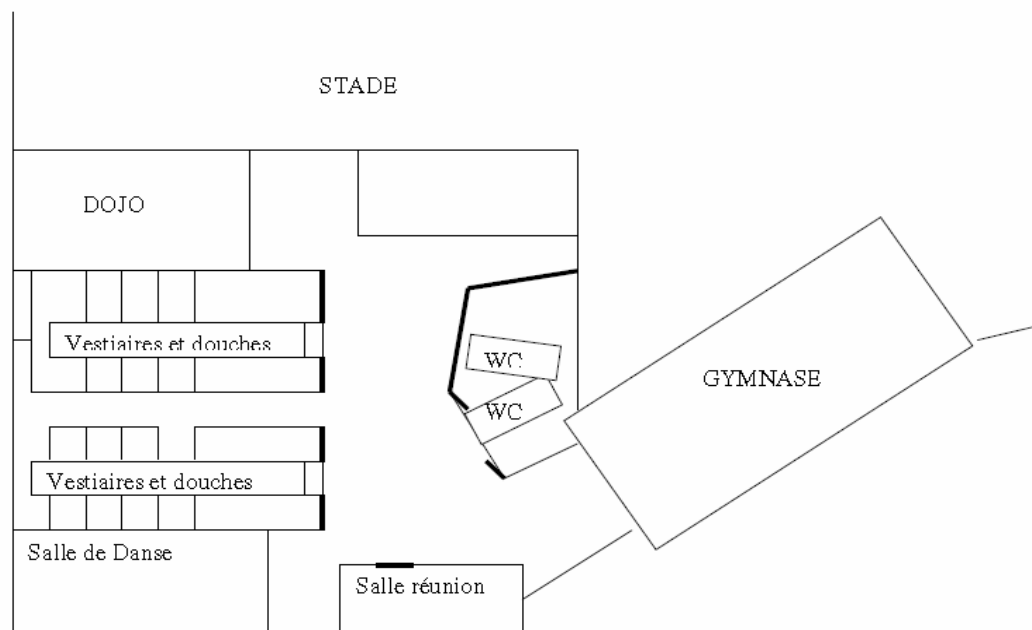 STADE
DOJO
Vestiaires et douches
WC
GYMNASE
WC
Vestiaires et douches
Salle de Danse
Salle réunion